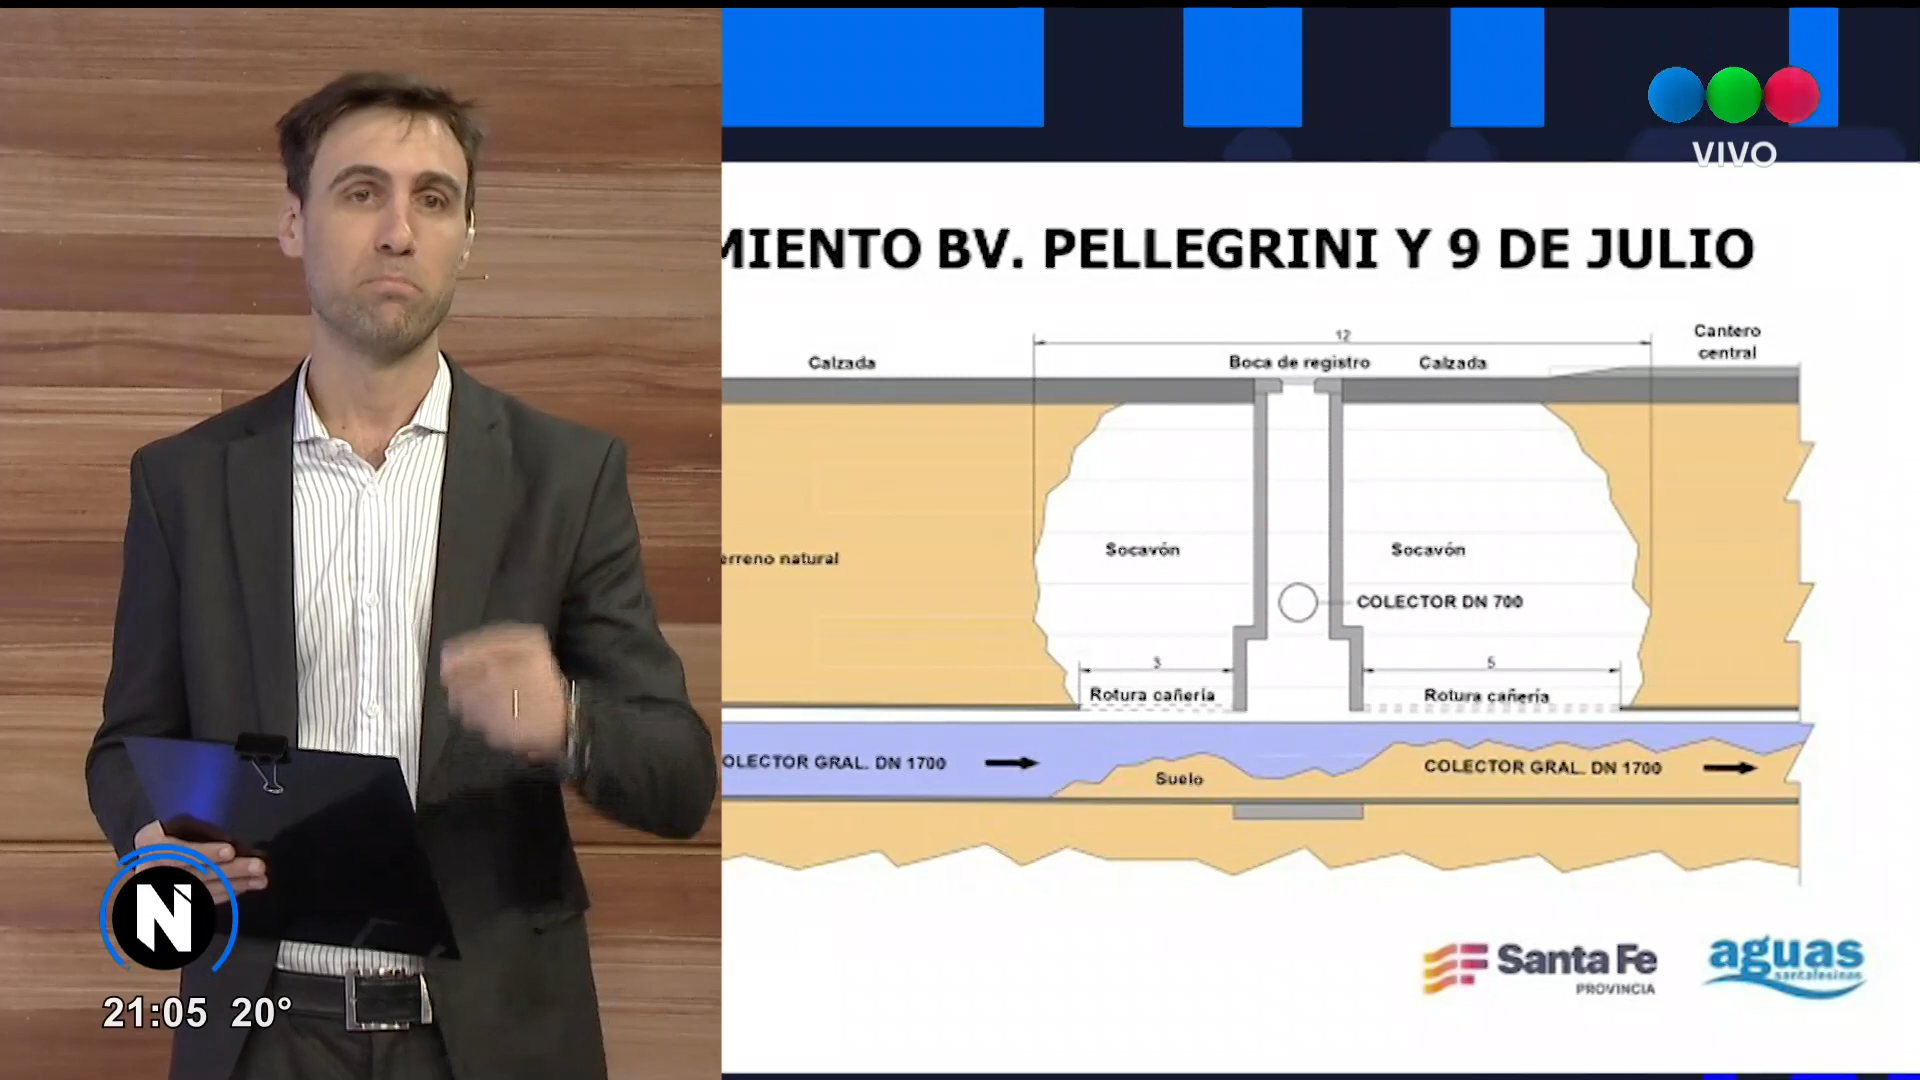 VIVO
MIENTO BV. PELLEGRINI Y 9 DE JULIO
12
Cantero
central
Calzada
Boca de registro
Calzada
Socavón
Socavón
erreno natural
COLECTOR DN 700
3
5
Rotura cañería
Rotura cañería
OLECTOR GRAL. DN 1700
Suelo
COLECTOR GRAL. DN 1700
N
Santa Fe
PROVINCIA
aguas
santafesinas
21:05 20°